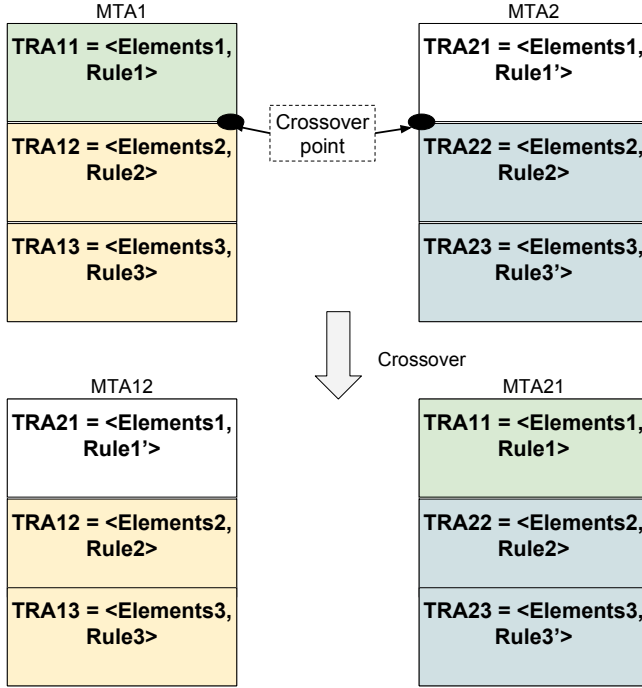 MTA1
MTA2
TRA11 = <Elements1,
Rule1>
TRA21 = <Elements1,
Rule1'>
Crossover
point
TRA12 = <Elements2,
Rule2>
TRA22 = <Elements2,
Rule2>
TRA13 = <Elements3,
Rule3>
TRA23 = <Elements3,
Rule3'>
Crossover
MTA12
MTA21
TRA21 = <Elements1,
Rule1'>
TRA11 = <Elements1,
Rule1>
TRA12 = <Elements2,
Rule2>
TRA22 = <Elements2,
Rule2>
TRA13 = <Elements3,
Rule3>
TRA23 = <Elements3,
Rule3'>